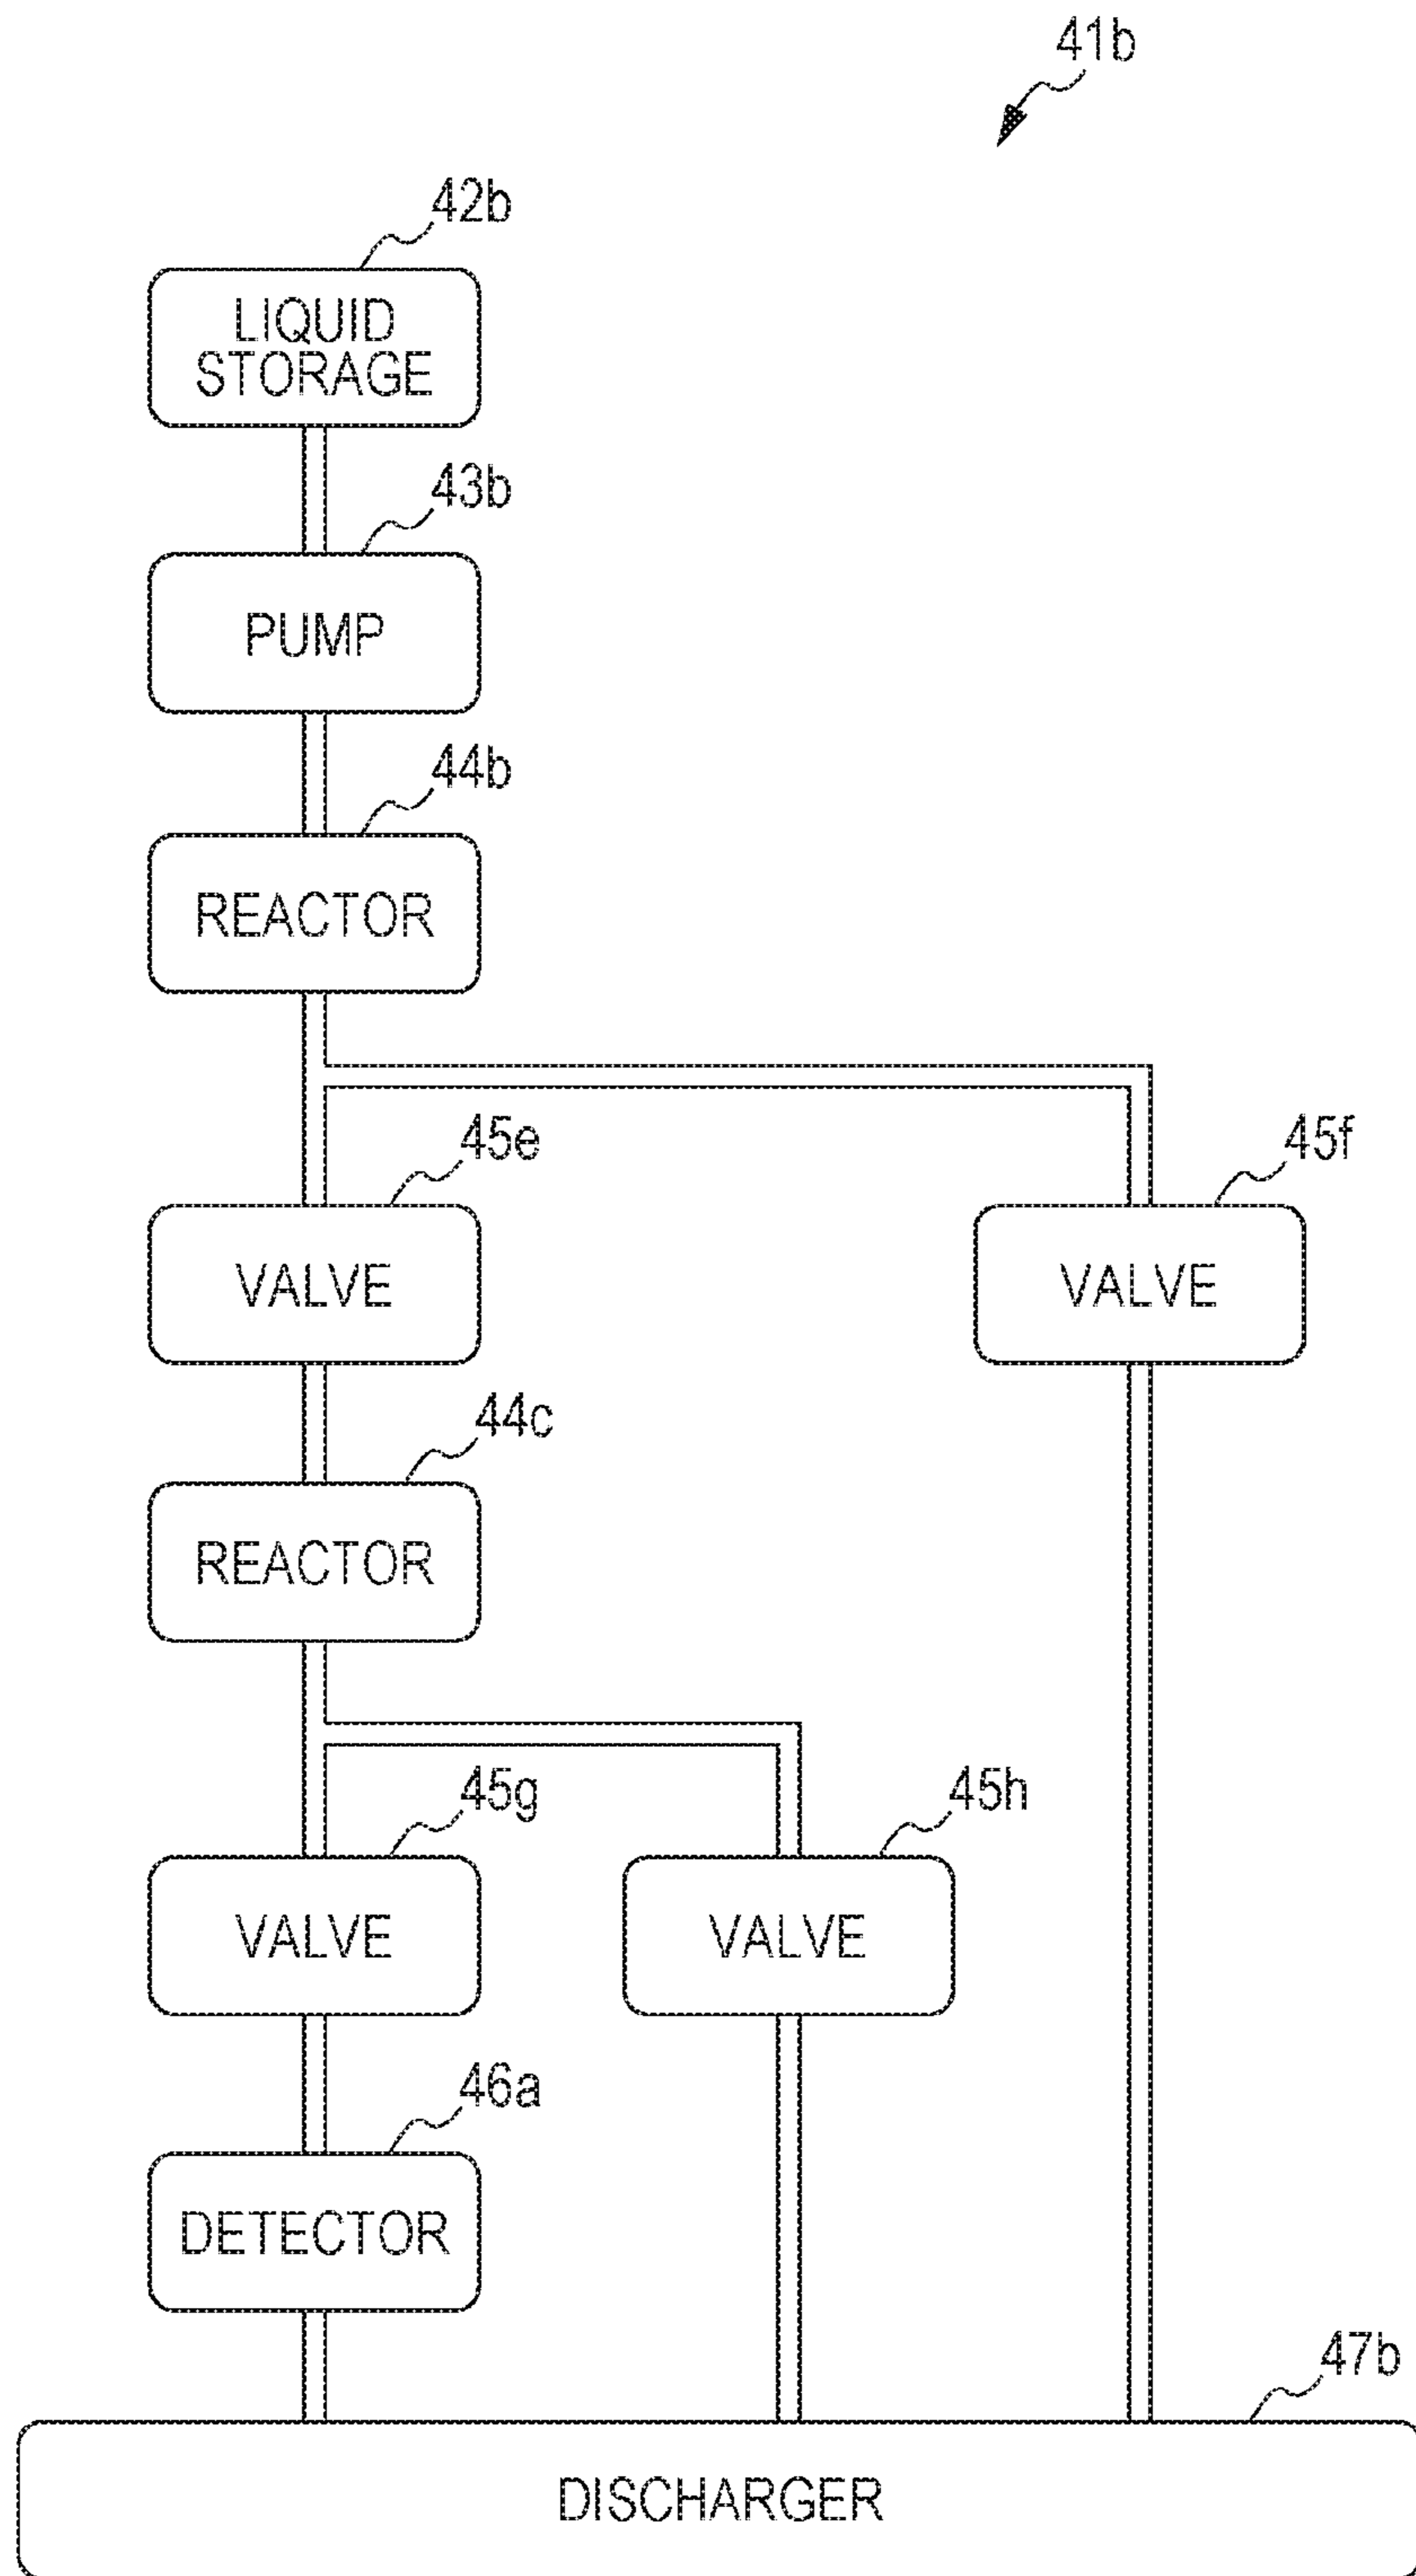 41b
42b
LIQUID
STORAGE
43b
PUMP
44b
REACTOR
45e
45f
VALVE
VALVE
44c
REACTOR
45g
45h
VALVE
VALVE
46a
DETECTOR
47b
DISCHARGER